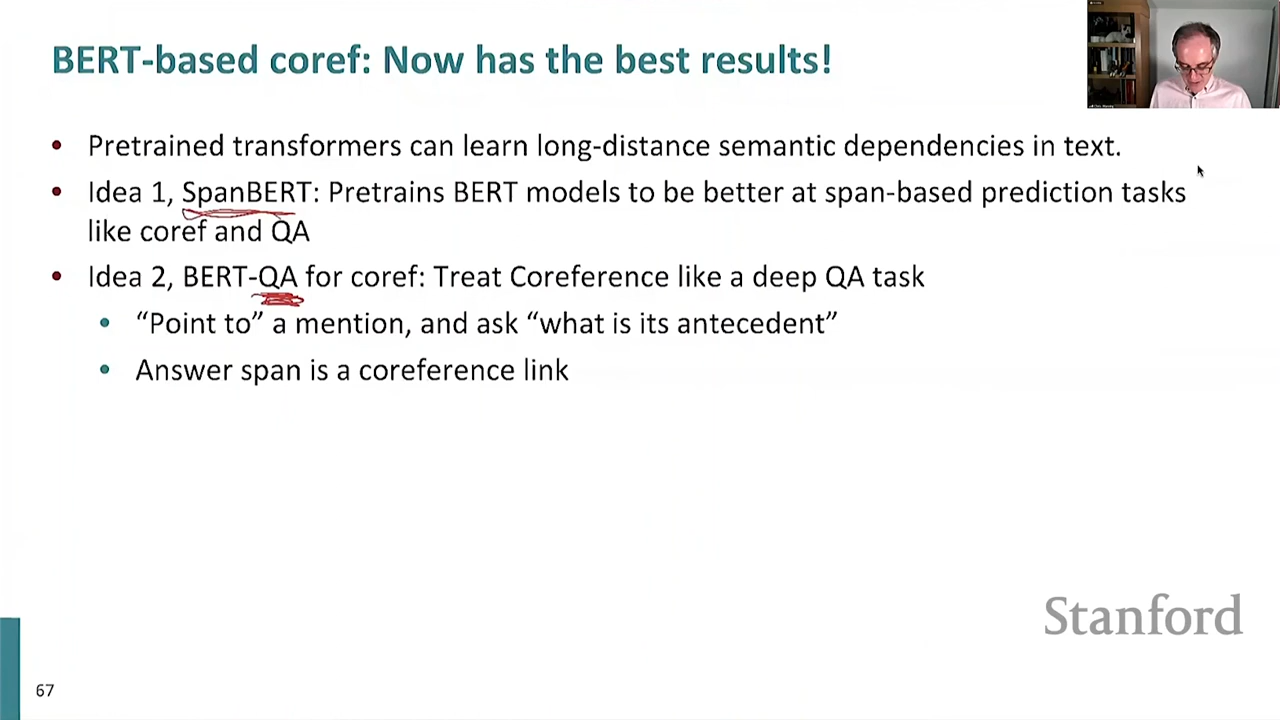 BERT-based coref: Now has the best results!
• Pretrained transformers can learn long-distance semantic dependencies in text.
• Idea 1, SpanBERT: Pretrains BERT models to be better at span-based prediction tasks
like coref and QA
• Idea 2, BERT-QA for coref: Treat Coreference like a deep QA task
• “Point to” a mention, and ask “what is its antecedent”
• Answer span is a coreference link
Stanford
67